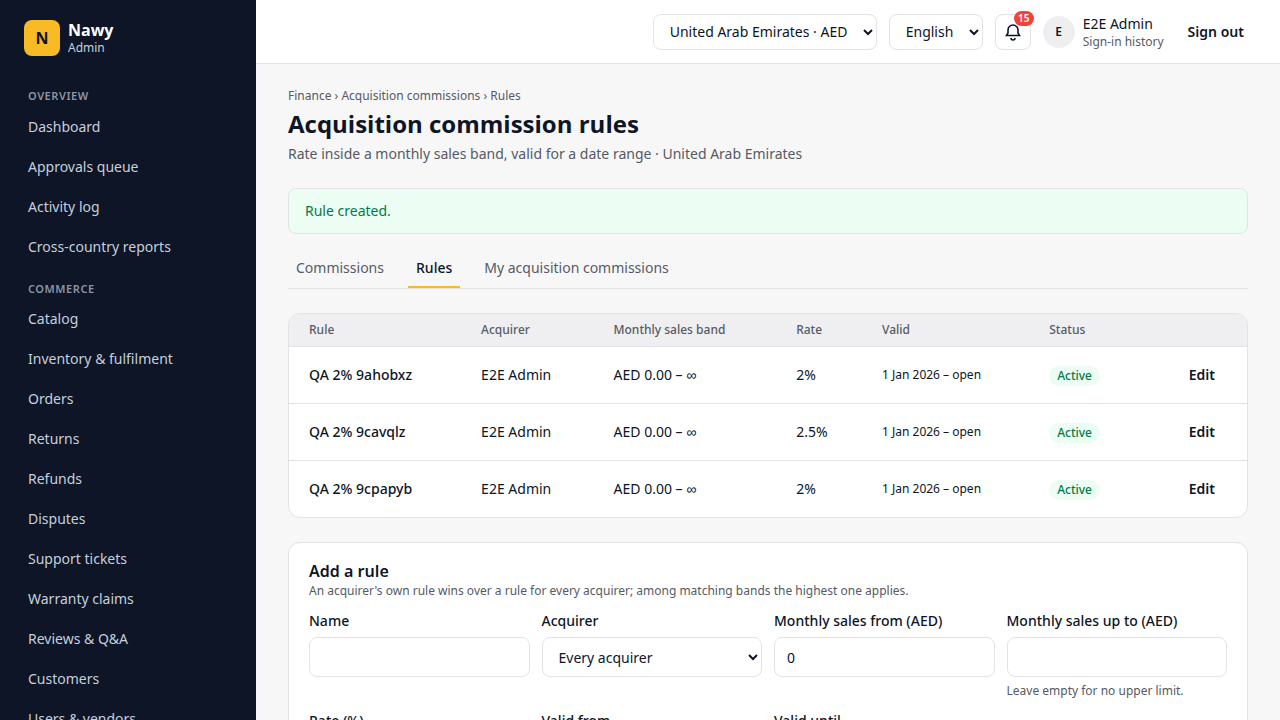 N
Nawy
Admin
United Arab Emirates · AED
English
15
E
E2E Admin
Sign-in history
Sign out
OVERVIEW
Dashboard
Approvals queue
Activity log
Cross-country reports
COMMERCE
Catalog
Inventory & fulfilment
Orders
Returns
Refunds
Disputes
Support tickets
Warranty claims
Reviews & Q&A
Customers
Users & vendors
Finance › Acquisition commissions › Rules
Acquisition commission rules
Rate inside a monthly sales band, valid for a date range · United Arab Emirates
Rule created.
Commissions Rules My acquisition commissions
Rule Acquirer Monthly sales band Rate Valid Status
QA 2% 9ahobxz E2E Admin AED 0.00 – ∞ 2% 1 Jan 2026 – open Active Edit
QA 2% 9cavqlz E2E Admin AED 0.00 – ∞ 2.5% 1 Jan 2026 – open Active Edit
QA 2% 9cpapyb E2E Admin AED 0.00 – ∞ 2% 1 Jan 2026 – open Active Edit
Add a rule
An acquirer's own rule wins over a rule for every acquirer; among matching bands the highest one applies.
Name Acquirer Monthly sales from (AED) Monthly sales up to (AED)
Every acquirer 0
Leave empty for no upper limit.
Rate (%) Valid from Valid until